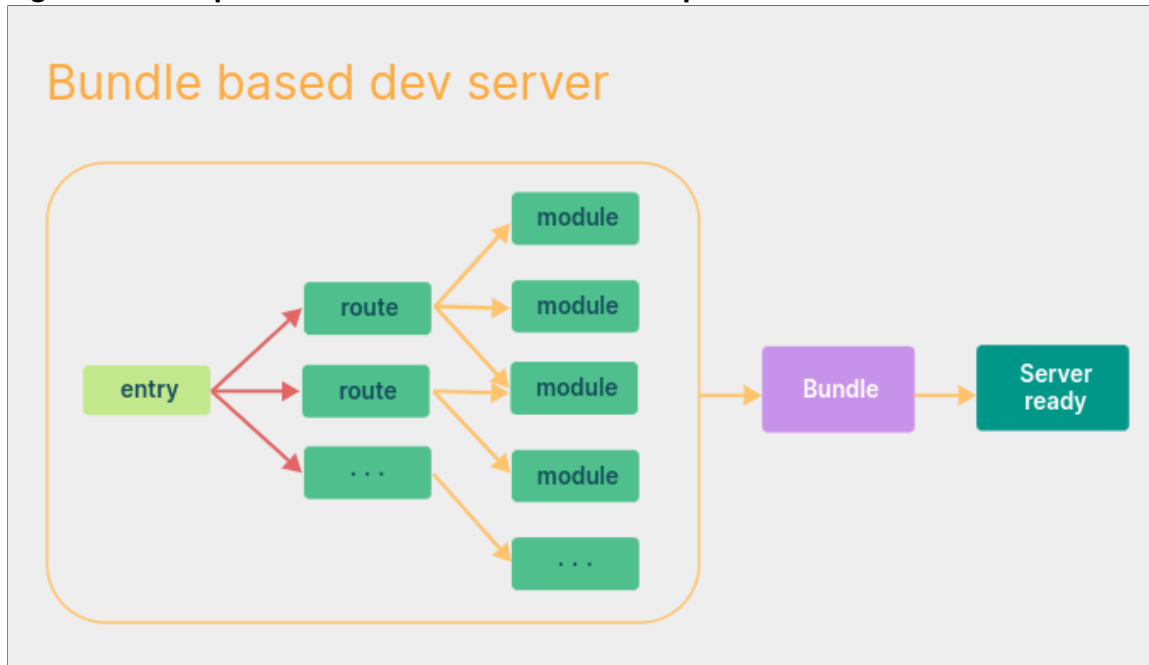 Bundle based dev server
module
route
module
entry
route
module
Bundle
Server
ready
. . .
module
. . .